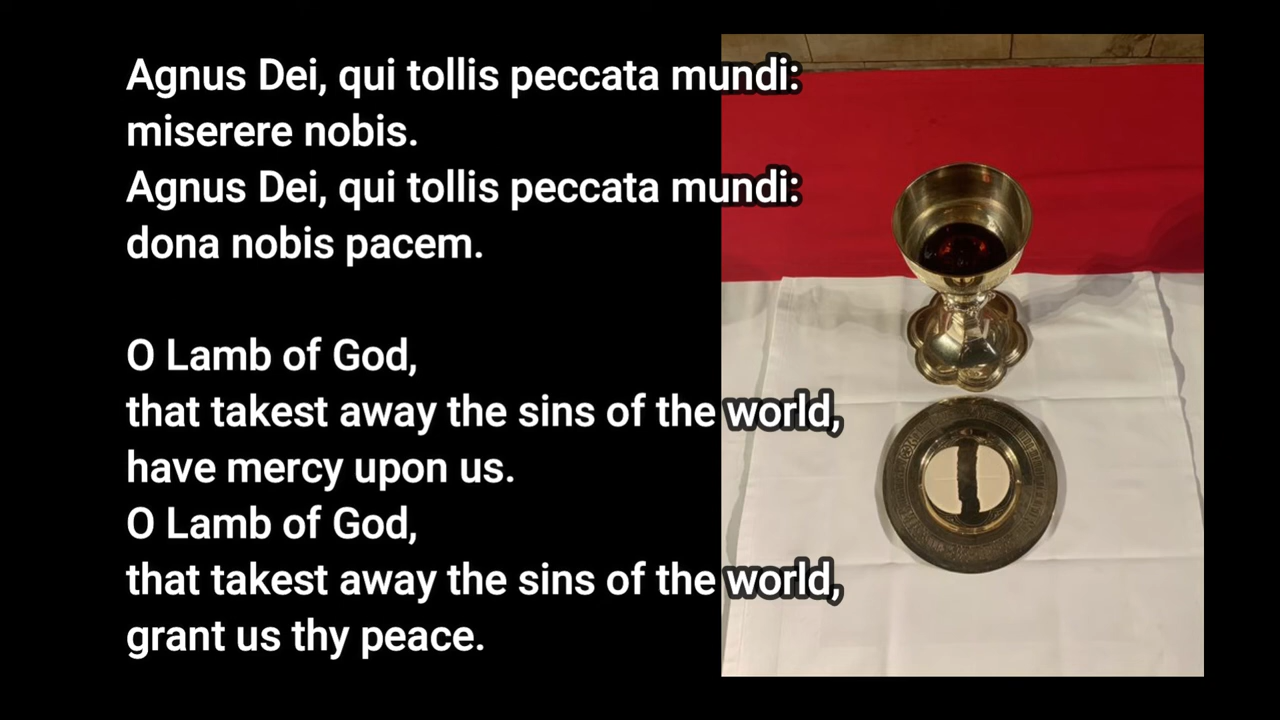 Agnus Dei, qui tollis peccata mundi:
miserere nobis.
Agnus Dei, qui tollis peccata mundi:
dona nobis pacem.
O Lamb of God,
that takest away the sins of the world,
have mercy upon us.
O Lamb of God,
that takest away the sins of the world,
grant us thy peace.